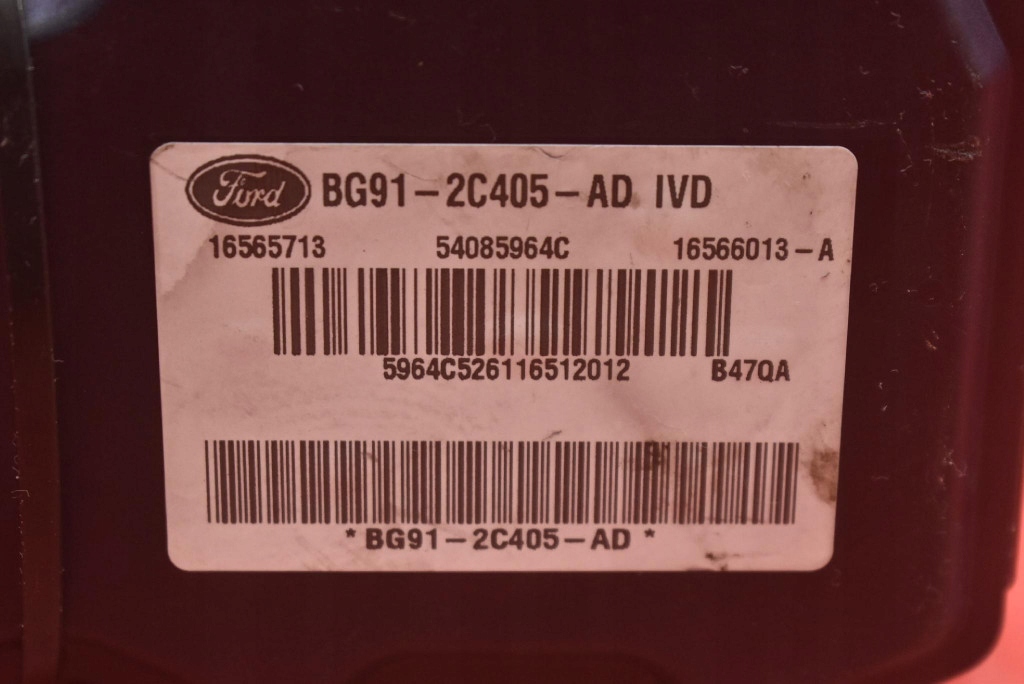 Ford BG91-2C405-AD IVD
16565713 54085964C 16566013-A
5964C526116512012 B47QA
*BG91-2C405-AD*